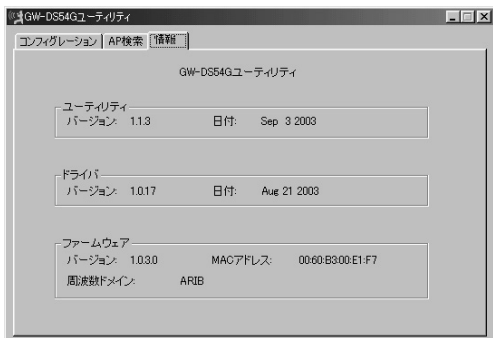 GW-DS54Gユーティリティ
コンフィグレーション AP検索 情報
GW-DS54Gユーティリティ
ユーティリティ
バージョン: 1.1.3 日付: Sep 3 2003
ドライバ
バージョン: 1.0.17 日付: Aug 21 2003
ファームウェア
バージョン: 1.0.3.0 MACアドレス: 00:60:B3:00:E1:F7
周波数ドメイン: ARIB